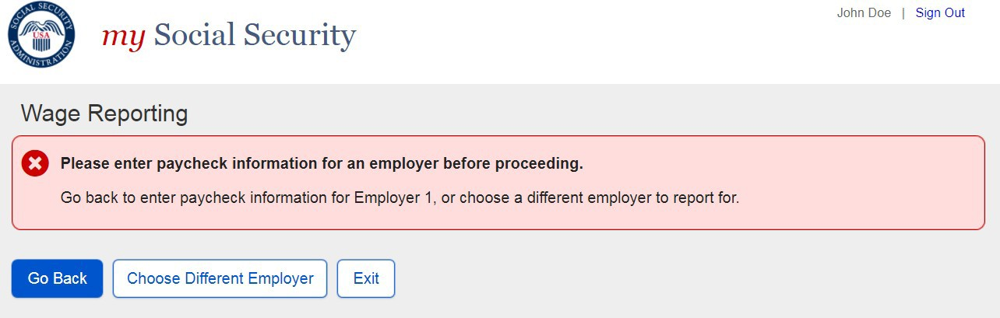 SOCIAL SECURITY ADMINISTRATION
USA
my Social Security
John Doe | Sign Out
Wage Reporting
Please enter paycheck information for an employer before proceeding.
Go back to enter paycheck information for Employer 1, or choose a different employer to report for.
Go Back
Choose Different Employer
Exit